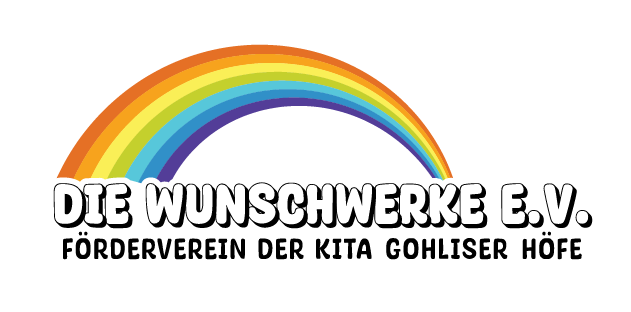 DIE WUNSCHWERKE E.V.
FÖRDERVEREIN DER KITA GOHLISER HÖFE